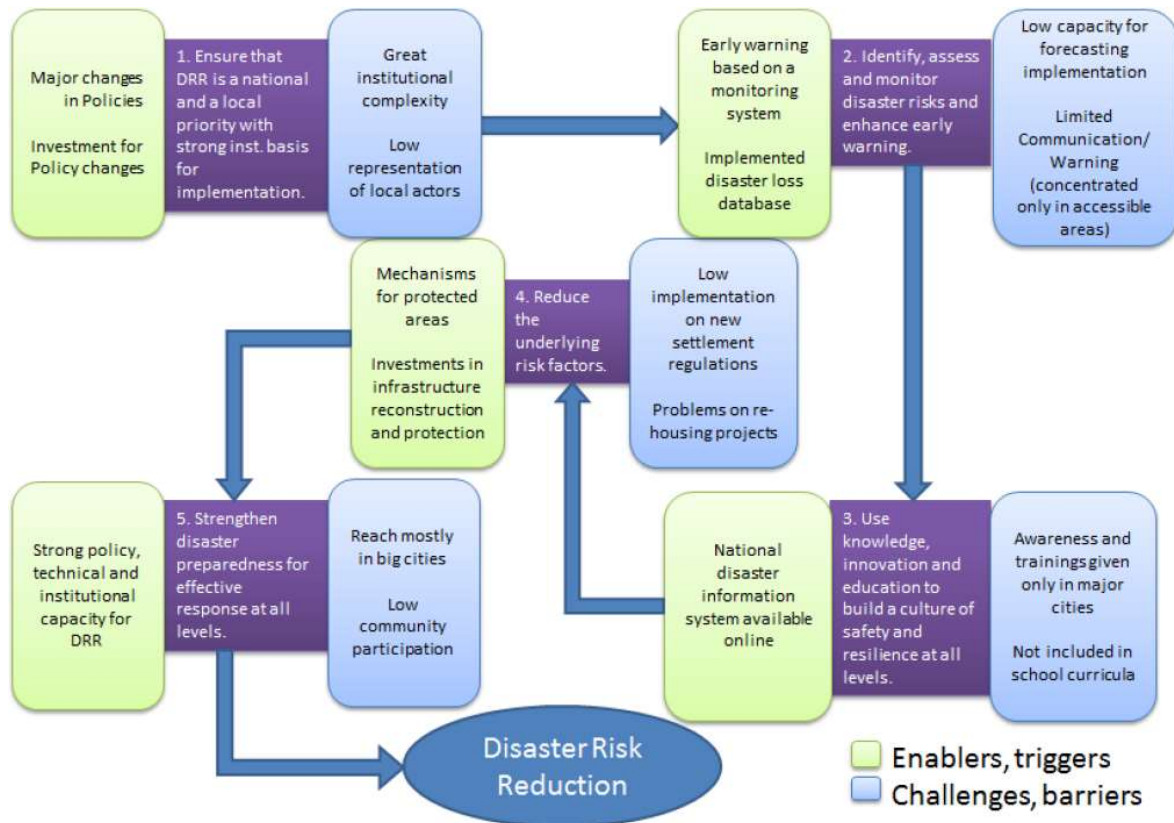 Major changes
in Policies
Investment for
Policy changes
1. Ensure that
DRR is a national
and a local
priority with
strong inst. basis
for
implementation.
Great
institutional
complexity
Low
representation
of local actors
Early warning
based on a
monitoring
system
Implemented
disaster loss
database
2. Identify, assess
and monitor
disaster risks and
enhance early
warning.
Low capacity for
forecasting
implementation
Limited
Communication/
Warning
(concentrated
only in accessible
areas)
Mechanisms
for protected
areas
Investments in
infrastructure
reconstruction
and protection
4. Reduce
the
underlying
risk factors.
Low
implementation
on new
settlement
regulations
Problems on re-
housing projects
Strong policy,
technical and
institutional
capacity for
DRR
5. Strengthen
disaster
preparedness for
effective
response at all
levels.
Reach mostly
in big cities
Low
community
participation
National
disaster
information
system available
online
3. Use
knowledge,
innovation and
education to
build a culture of
safety and
resilience at all
levels.
Awareness and
trainings given
only in major
cities
Not included in
school curricula
Disaster Risk
Reduction
Enablers, triggers
Challenges, barriers